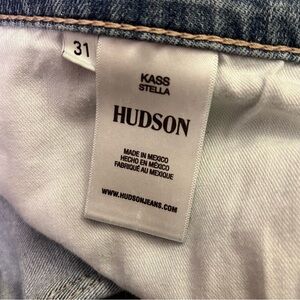 31
KASS
STELLA
HUDSON
MADE IN MEXICO
HECHO EN MÉXICO
FABRIQUÉ AU MEXIQUE
WWW.HUDSONJEANS.COM